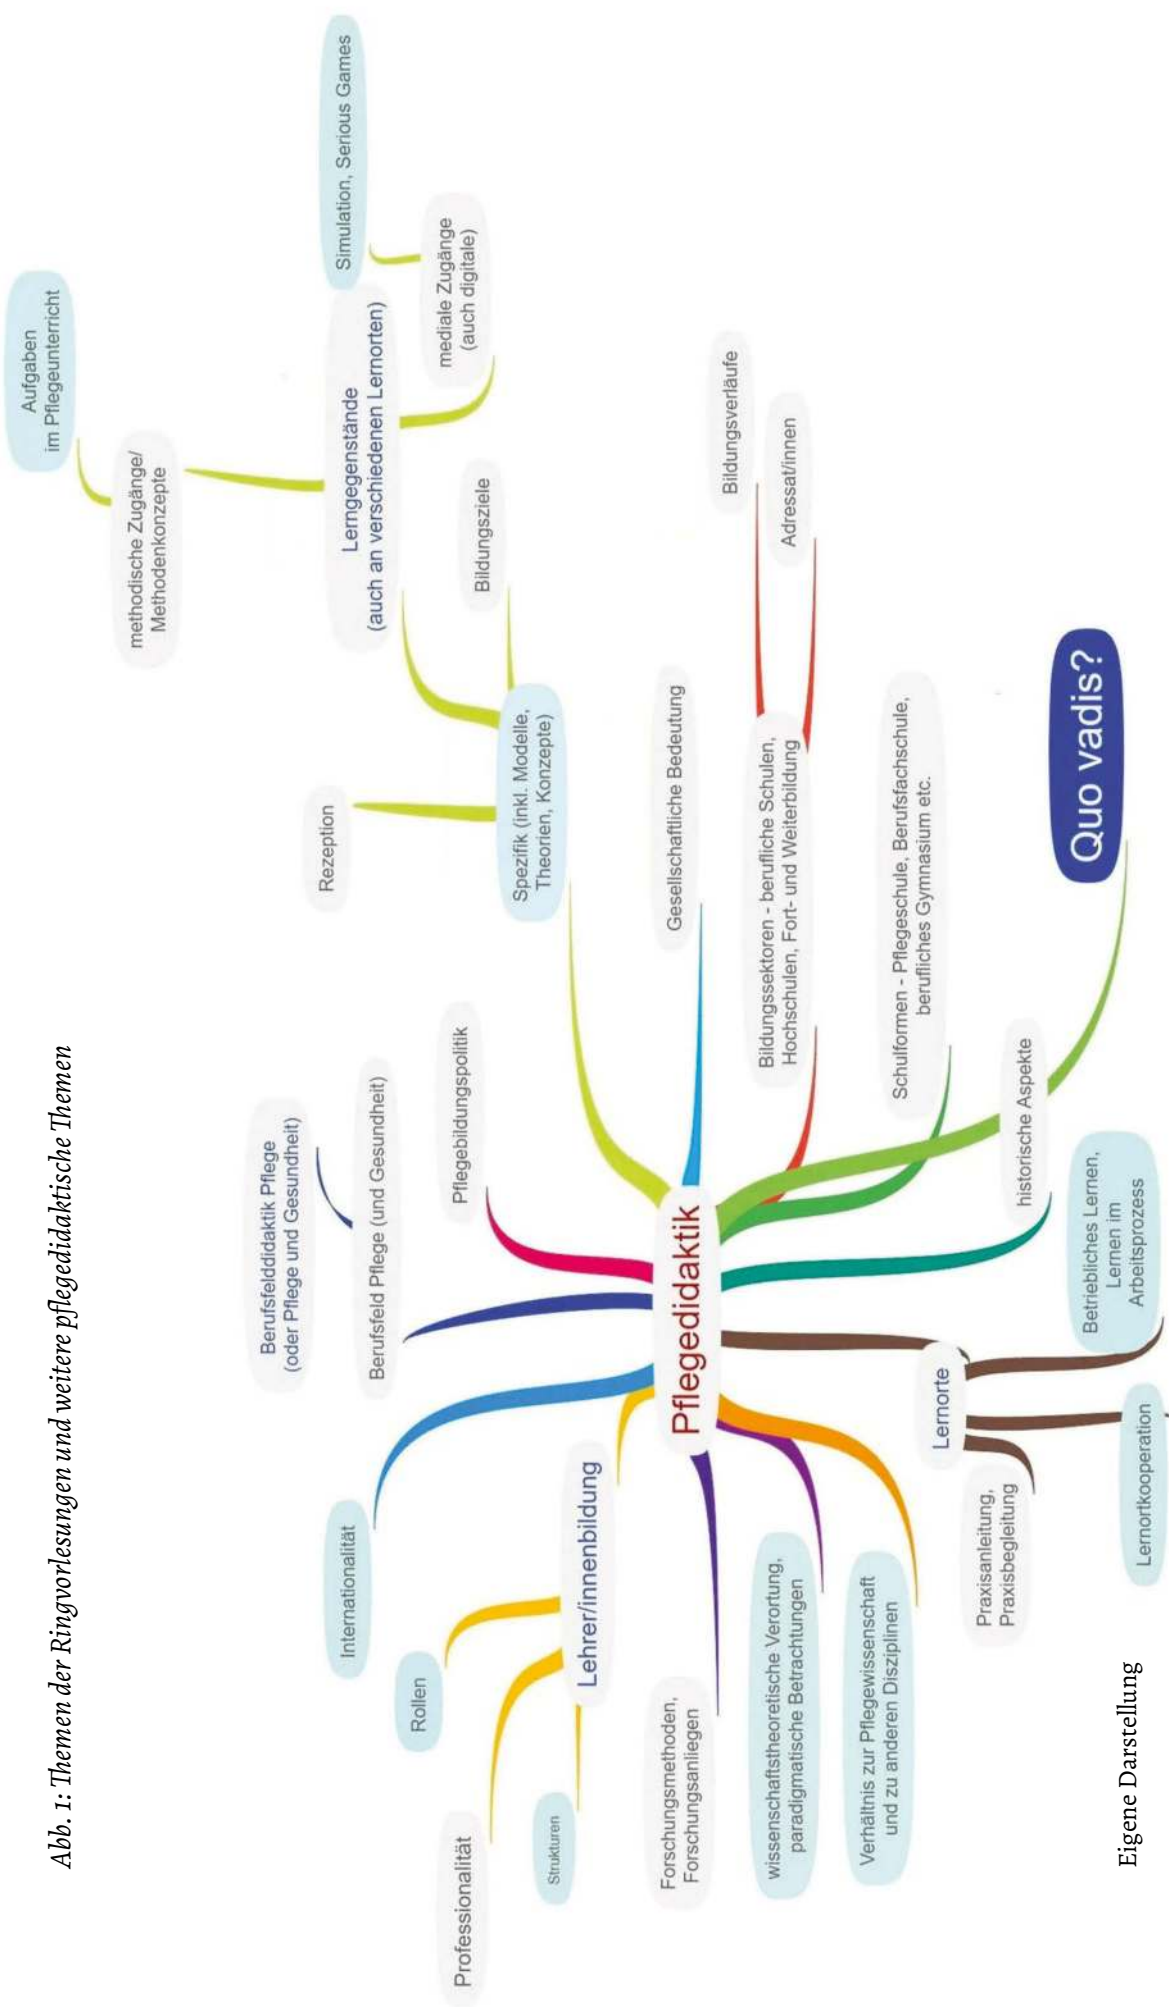 Abb. 1: Themen der Ringvorlesungen und weitere pflegedidaktische Themen
Pflegedidaktik
Berufsfelddidaktik Pflege
(oder Pflege und Gesundheit)
Berufsfeld Pflege (und Gesundheit)
Pflegebildungspolitik
Internationalität
Rollen
Professionalität
Strukturen
Lehrer/innenbildung
Forschungsmethoden,
Forschungsanliegen
wissenschaftstheoretische Verortung,
paradigmatische Betrachtungen
Verhältnis zur Pflegewissenschaft
und zu anderen Disziplinen
Lernorte
Praxisanleitung,
Praxisbegleitung
Lernortkooperation
Betriebliches Lernen,
Lernen im
Arbeitsprozess
historische Aspekte
Quo vadis?
Schulformen - Pflegeschule, Berufsfachschule,
berufliches Gymnasium etc.
Bildungssektoren - berufliche Schulen,
Hochschulen, Fort- und Weiterbildung
Adressat/innen
Bildungsverläufe
Gesellschaftliche Bedeutung
Spezifik (inkl. Modelle,
Theorien, Konzepte)
Rezeption
Bildungsziele
Lerngegenstände
(auch an verschiedenen Lernorten)
methodische Zugänge/
Methodenkonzepte
Aufgaben
im Pflegeunterricht
mediale Zugänge
(auch digitale)
Simulation, Serious Games
Eigene Darstellung